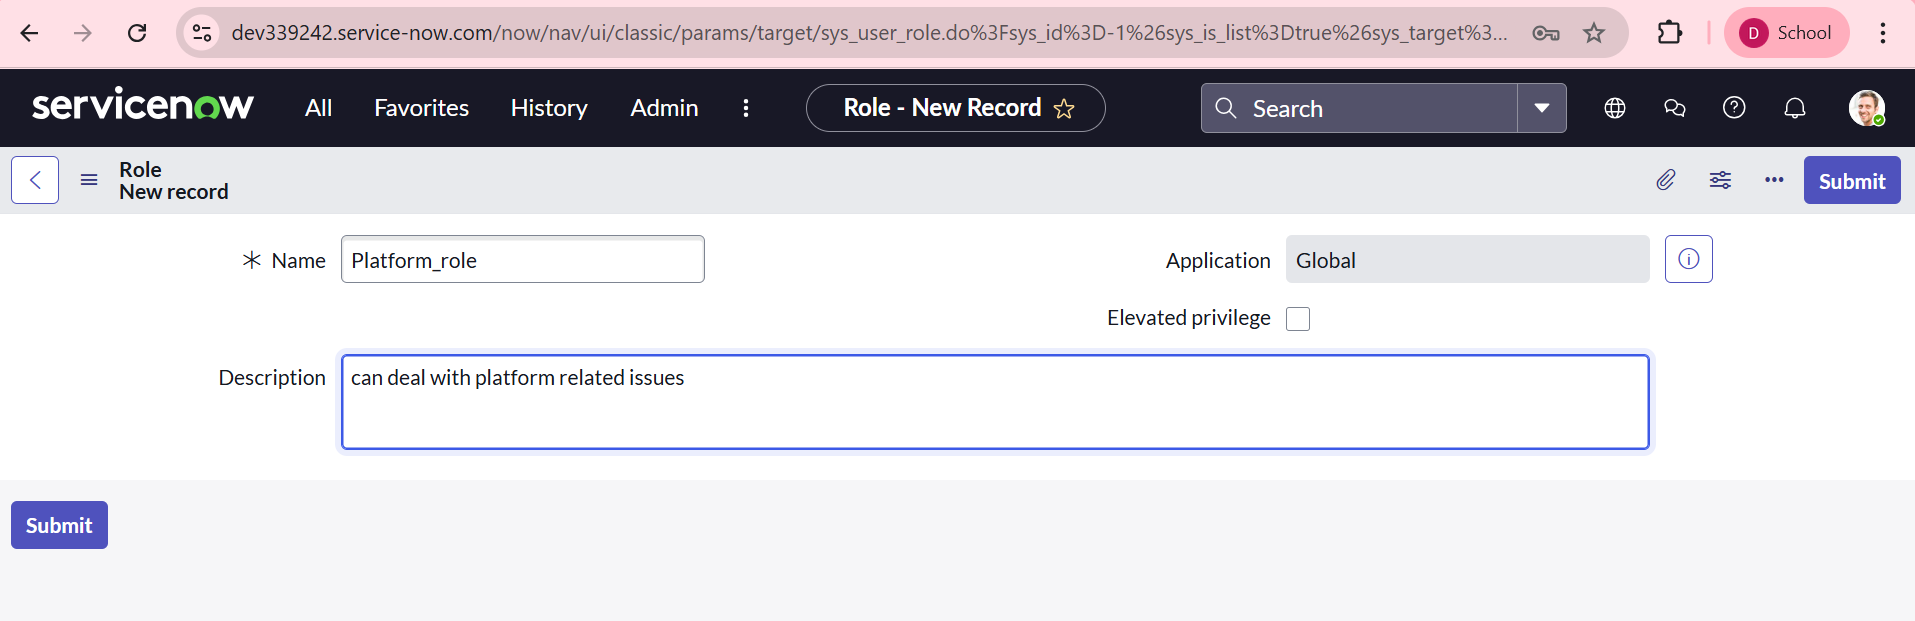 dev339242.service-now.com/now/nav/ui/classic/params/target/sys_user_role.do%3Fsys_id%3D-1%26sys_is_list%3Dtrue%26sys_target%3...
D School
servicenow All Favorites History Admin Role - New Record Search
Role
New record
Submit
* Name Platform_role Application Global
Elevated privilege
Description can deal with platform related issues
Submit